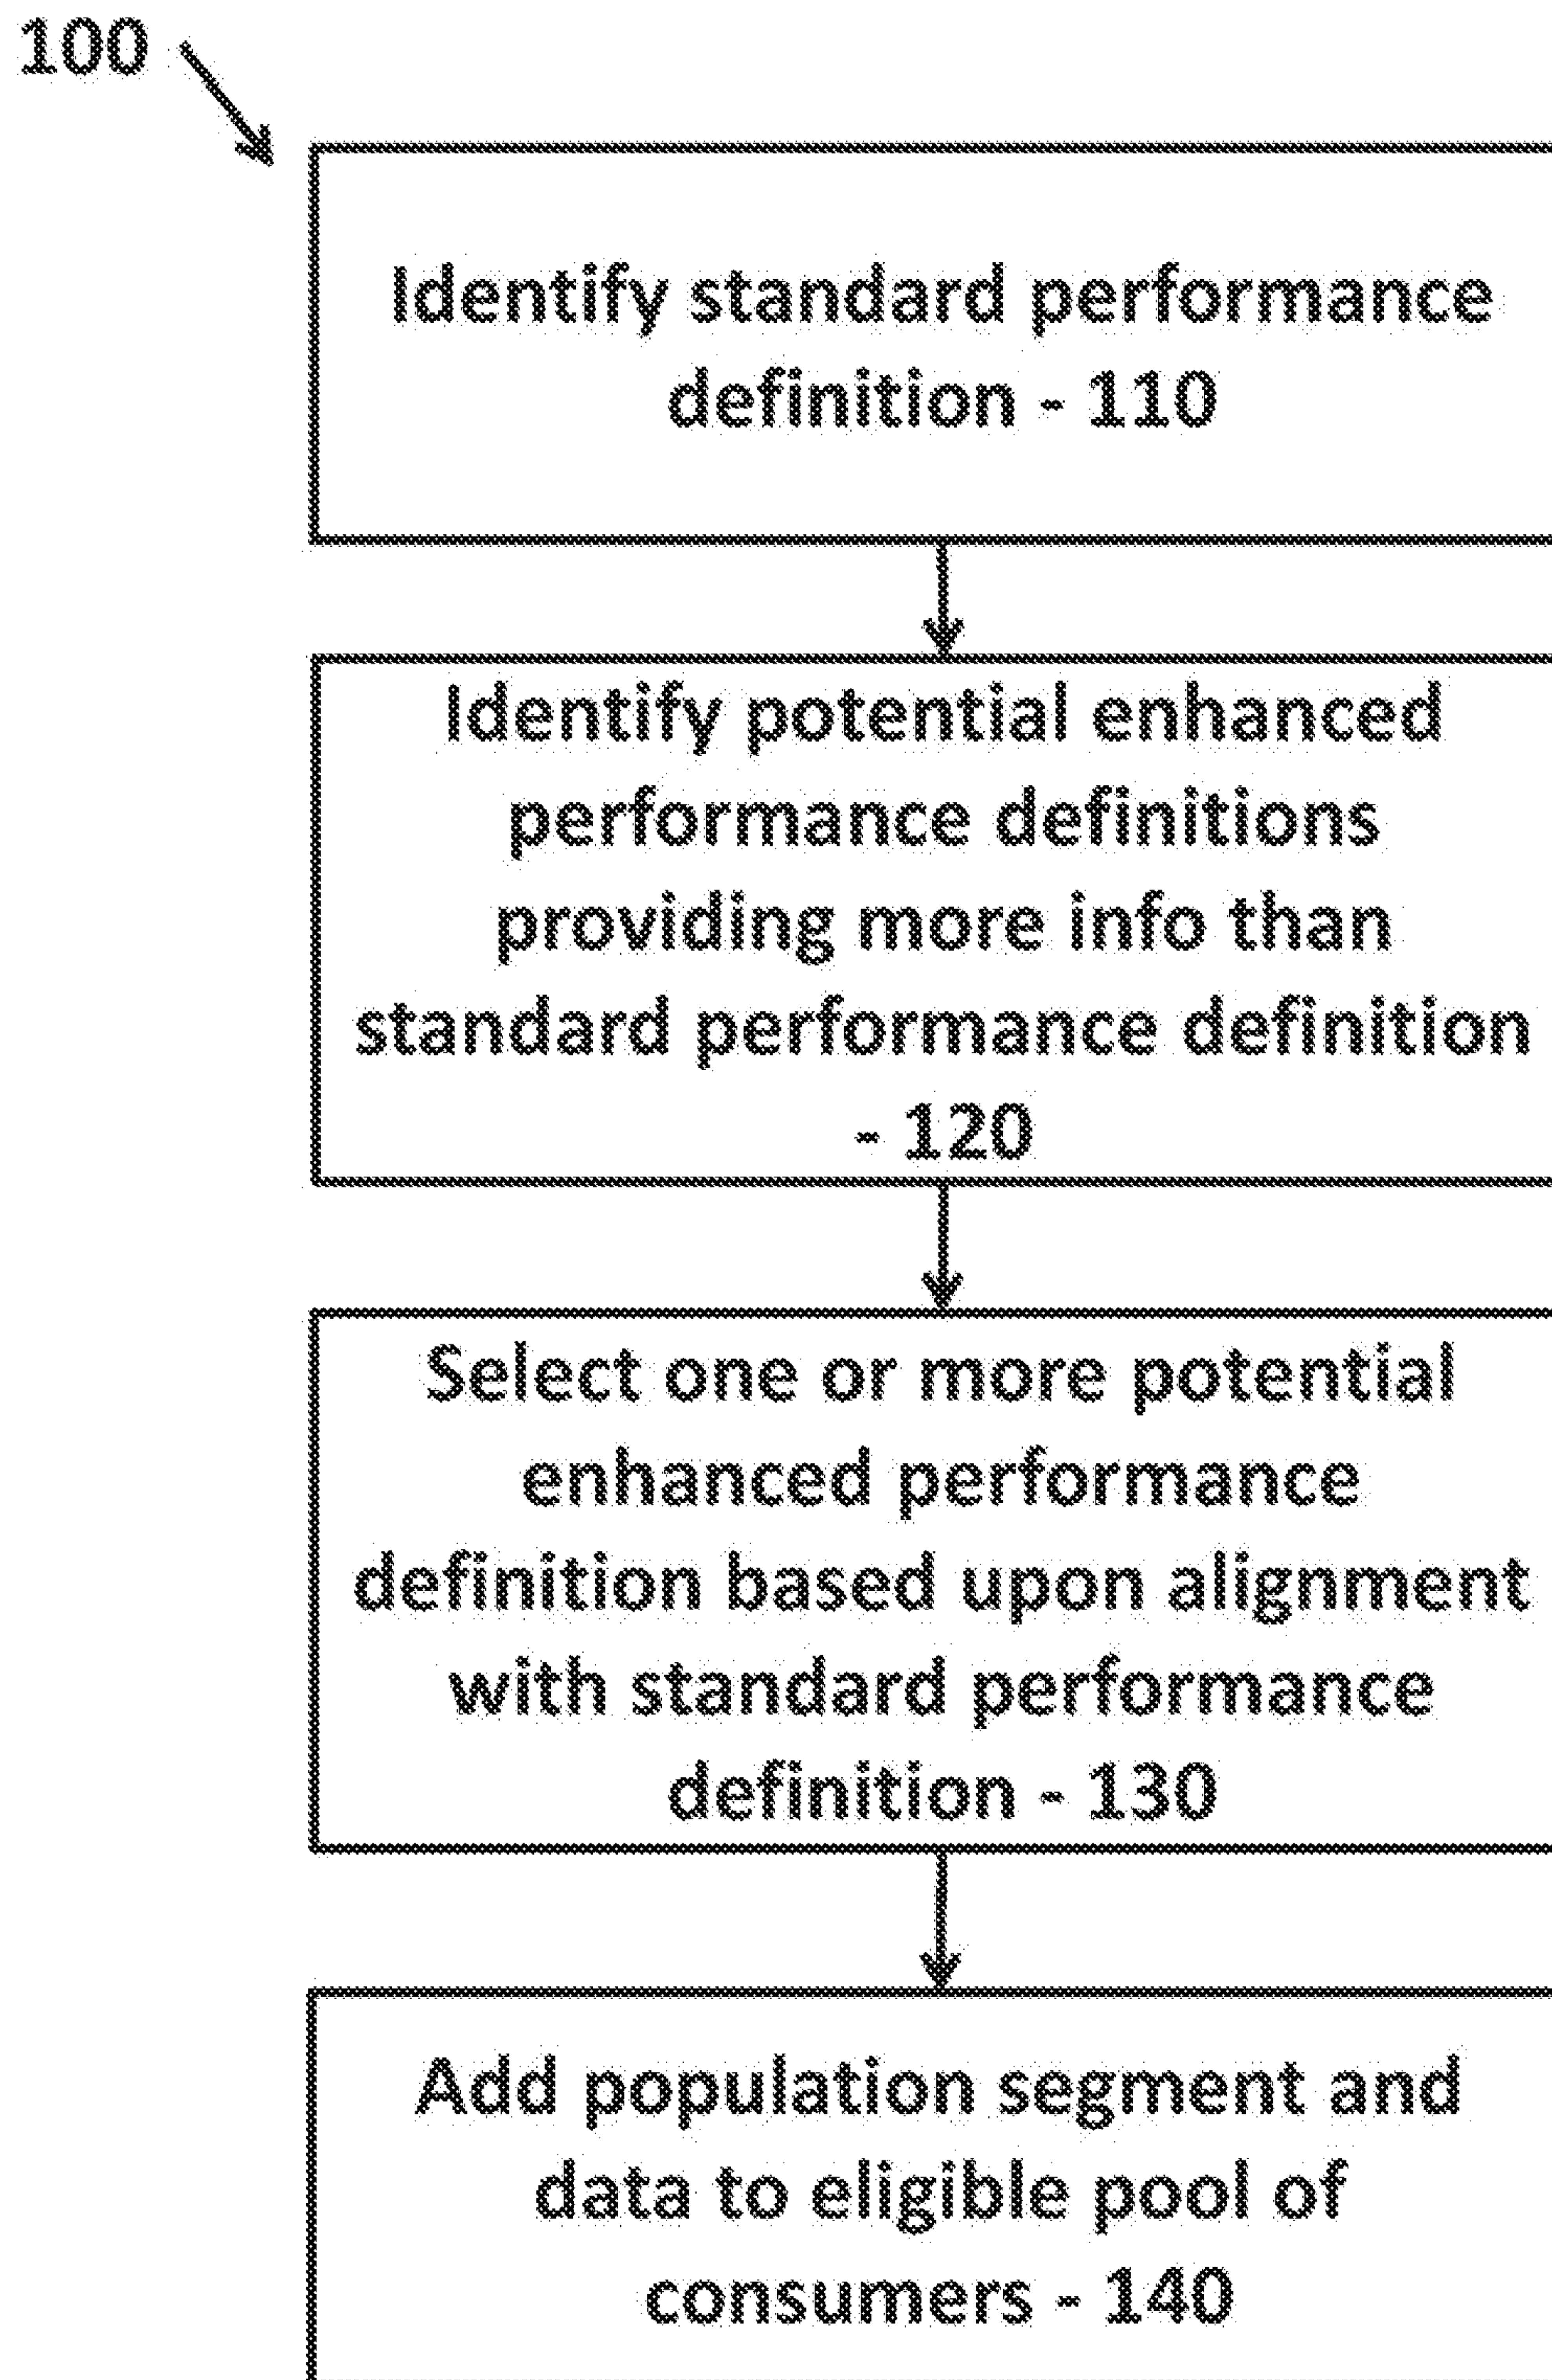 100
Identify standard performance
definition - 110
Identify potential enhanced
performance definitions
providing more info than
standard performance definition
- 120
Select one or more potential
enhanced performance
definition based upon alignment
with standard performance
definition - 130
Add population segment and
data to eligible pool of
consumers - 140